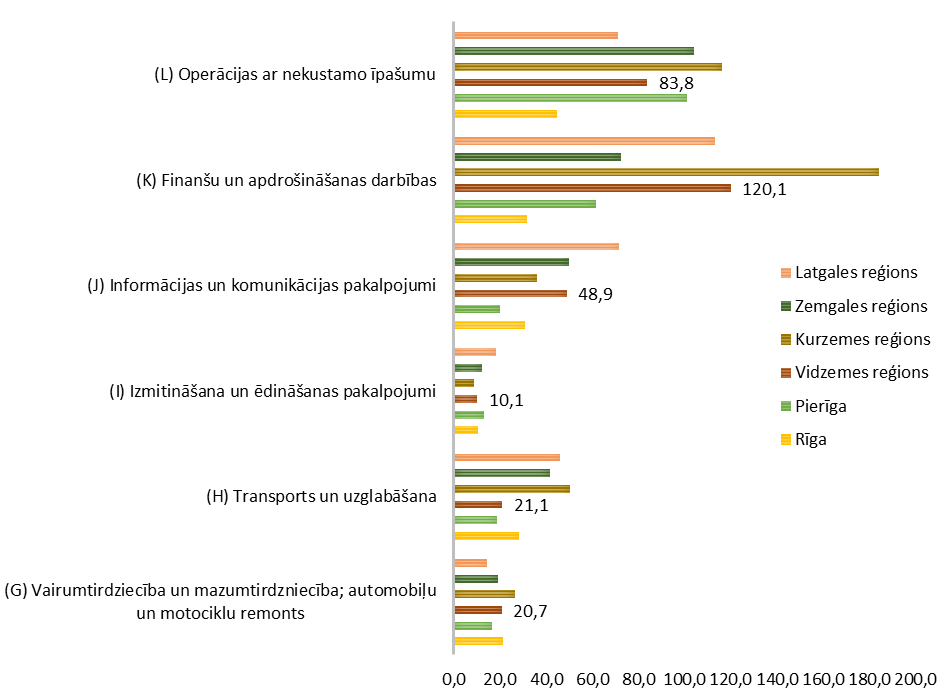 (L) Operācijas ar nekustamo īpašumu
83,8
(K) Finanšu un apdrošināšanas darbības
120,1
(J) Informācijas un komunikācijas pakalpojumi
48,9
(I) Izmitināšana un ēdināšanas pakalpojumi
10,1
(H) Transports un uzglabāšana
21,1
(G) Vairumtirdziecība un mazumtirdzniecība; automobiļu
un motociklu remonts
20,7
Latgales reģions
Zemgales reģions
Kurzemes reģions
Vidzemes reģions
Pierīga
Rīga
0,0 20,0 40,0 60,0 80,0 100,0 120,0 140,0 160,0 180,0 200,0